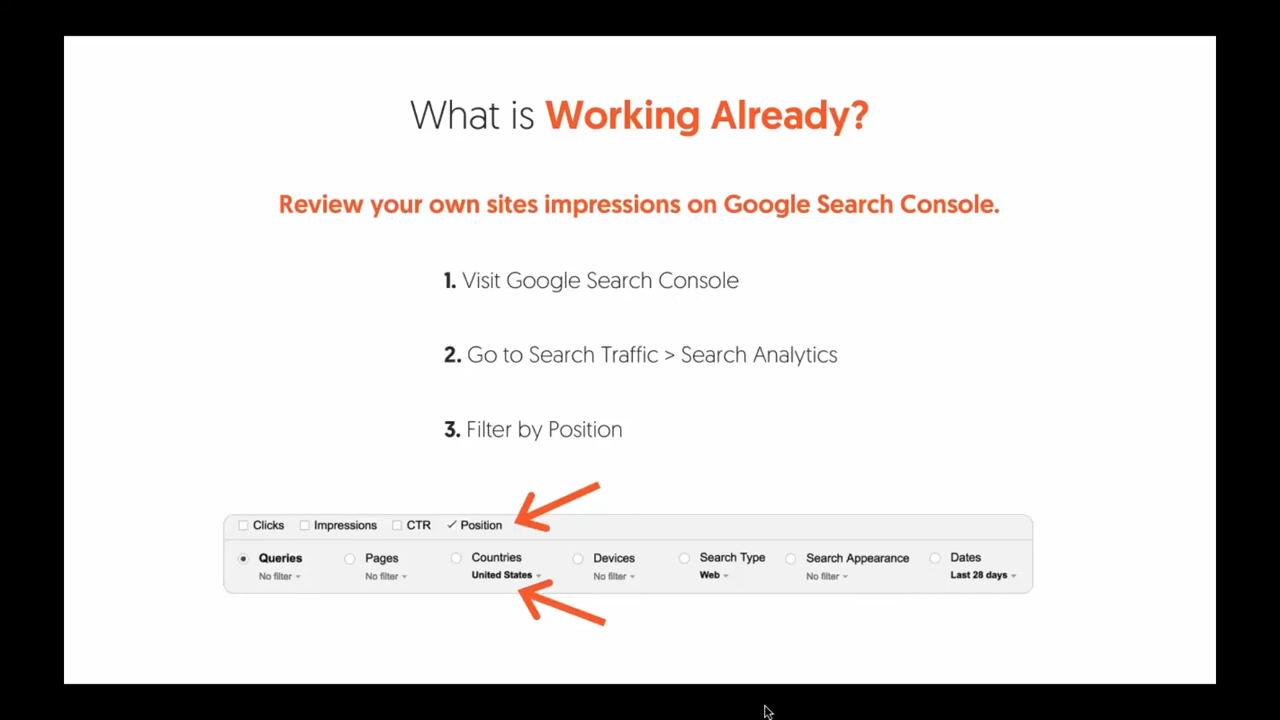 What is Working Already?
Review your own sites impressions on Google Search Console.
1. Visit Google Search Console
2. Go to Search Traffic > Search Analytics
3. Filter by Position
Clicks Impressions CTR ✓ Position
Queries Pages Countries Devices Search Type Search Appearance Dates
No filter No filter United States No filter Web No filter Last 28 days